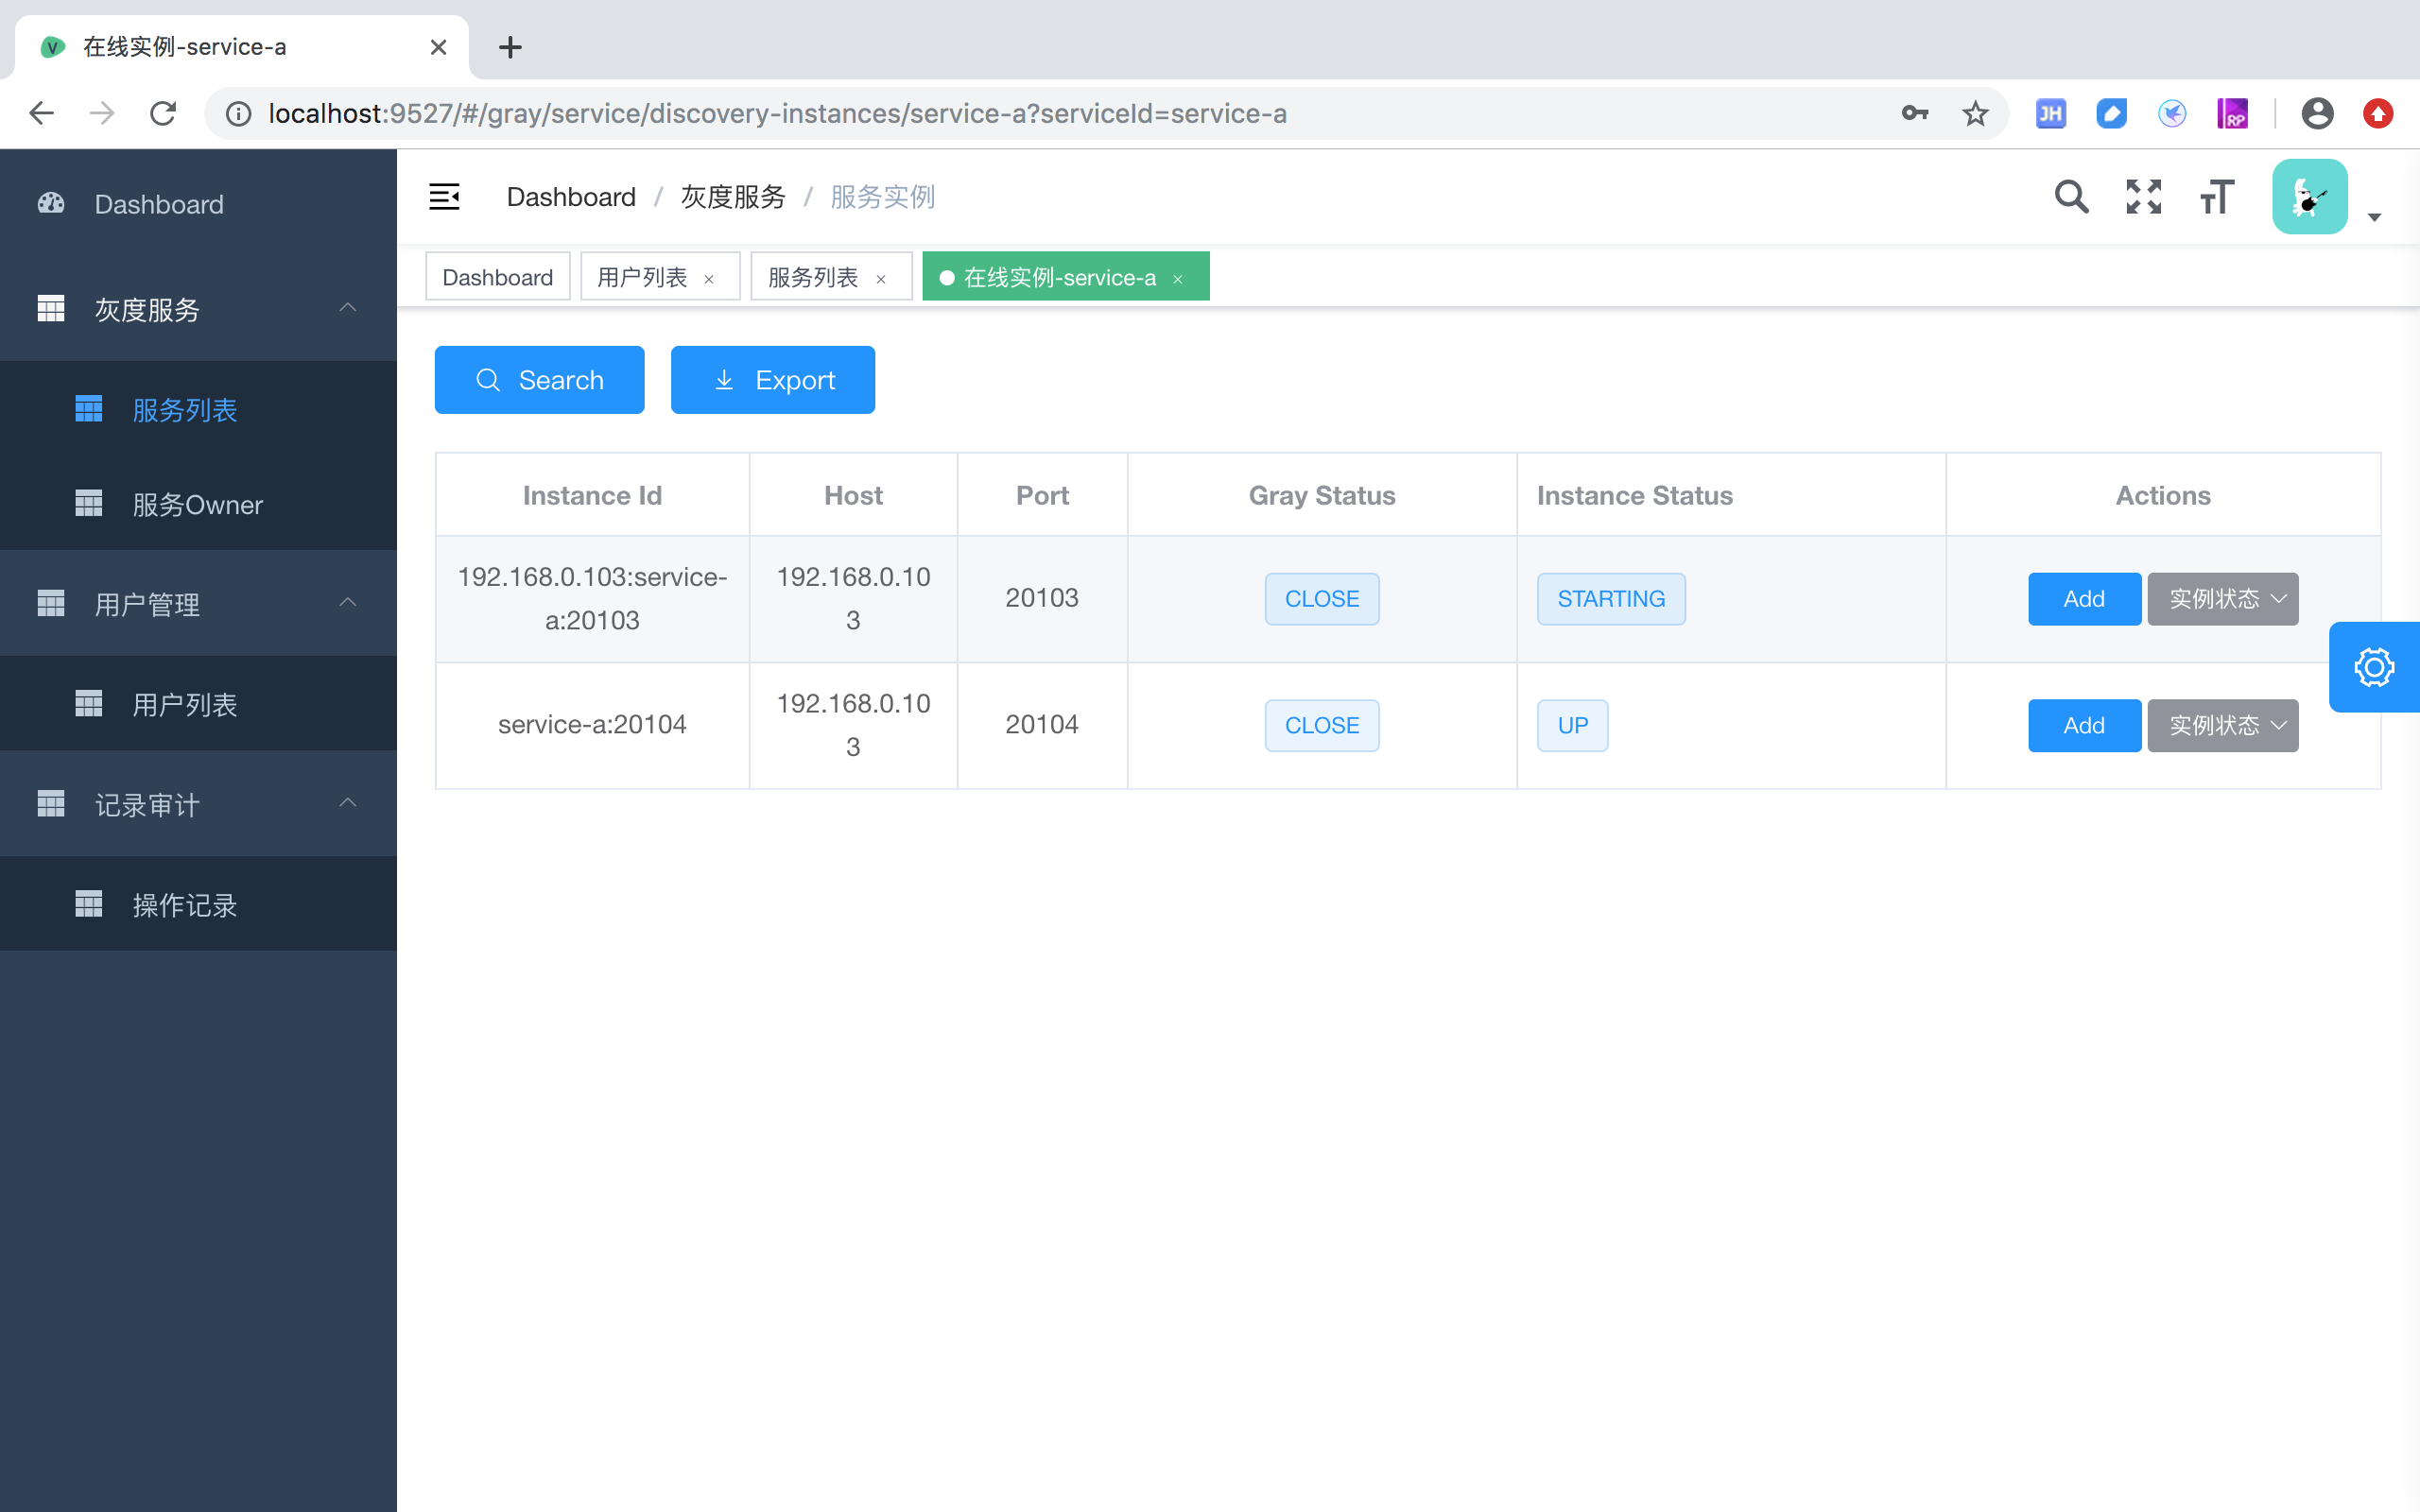 在线实例-service-a
localhost:9527/#/gray/service/discovery-instances/service-a?serviceId=service-a
JH
RP
Dashboard
灰度服务
服务列表
服务Owner
用户管理
用户列表
记录审计
操作记录
Dashboard / 灰度服务 / 服务实例
Dashboard 用户列表 × 服务列表 × 在线实例-service-a ×
Search Export
Instance Id Host Port Gray Status Instance Status Actions
192.168.0.103:service-
a:20103
192.168.0.10
3
20103 CLOSE STARTING Add 实例状态
service-a:20104
192.168.0.10
3
20104 CLOSE UP Add 实例状态